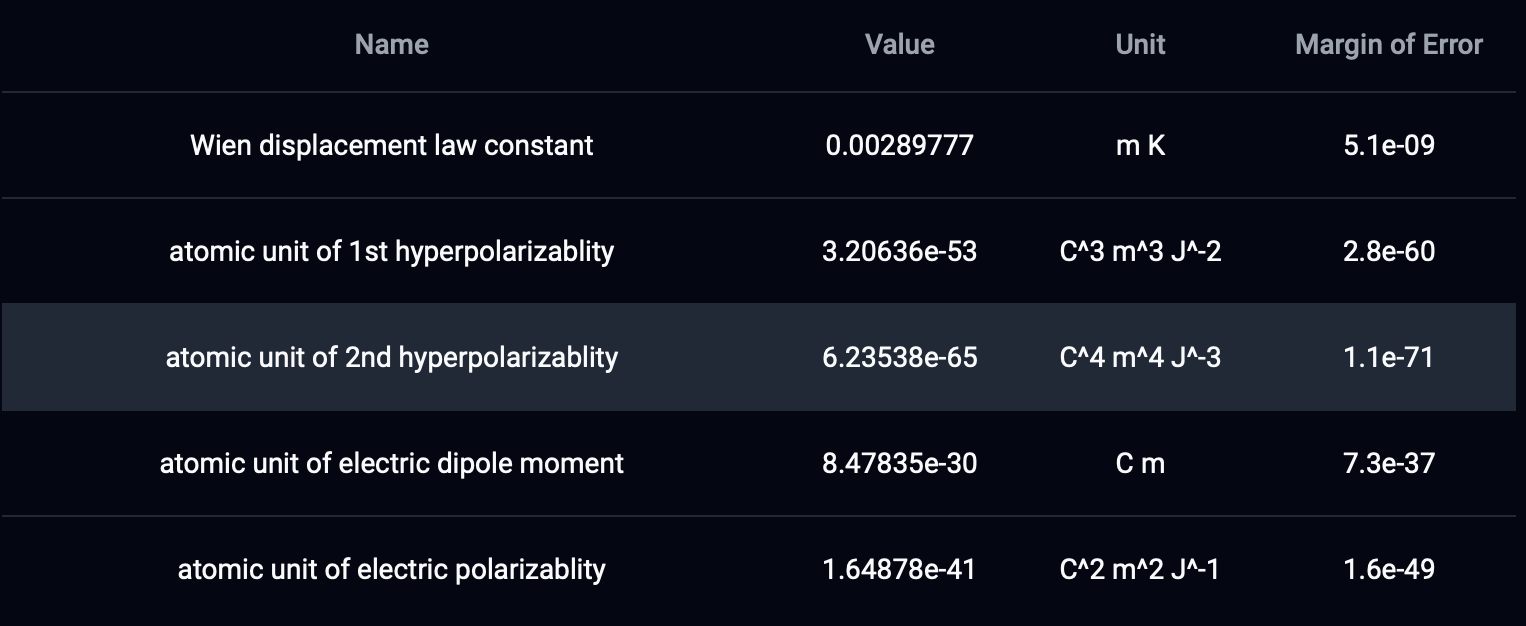 Name Value Unit Margin of Error
Wien displacement law constant 0.00289777 m K 5.1e-09
atomic unit of 1st hyperpolarizablity 3.20636e-53 C^3 m^3 J^-2 2.8e-60
atomic unit of 2nd hyperpolarizablity 6.23538e-65 C^4 m^4 J^-3 1.1e-71
atomic unit of electric dipole moment 8.47835e-30 C m 7.3e-37
atomic unit of electric polarizablity 1.64878e-41 C^2 m^2 J^-1 1.6e-49